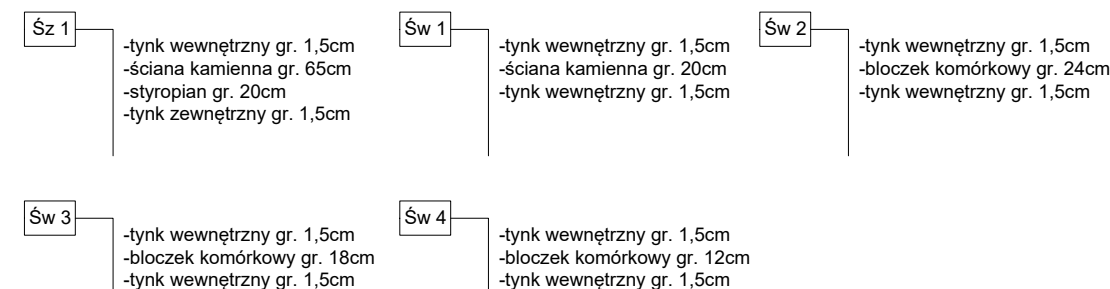 Śz 1
-tynk wewnętrzny gr. 1,5cm
-ściana kamienna gr. 65cm
-styropian gr. 20cm
-tynk zewnętrzny gr. 1,5cm
Św 1
-tynk wewnętrzny gr. 1,5cm
-ściana kamienna gr. 20cm
-tynk wewnętrzny gr. 1,5cm
Św 2
-tynk wewnętrzny gr. 1,5cm
-bloczek komórkowy gr. 24cm
-tynk wewnętrzny gr. 1,5cm
Św 3
-tynk wewnętrzny gr. 1,5cm
-bloczek komórkowy gr. 18cm
-tynk wewnętrzny gr. 1,5cm
Św 4
-tynk wewnętrzny gr. 1,5cm
-bloczek komórkowy gr. 12cm
-tynk wewnętrzny gr. 1,5cm